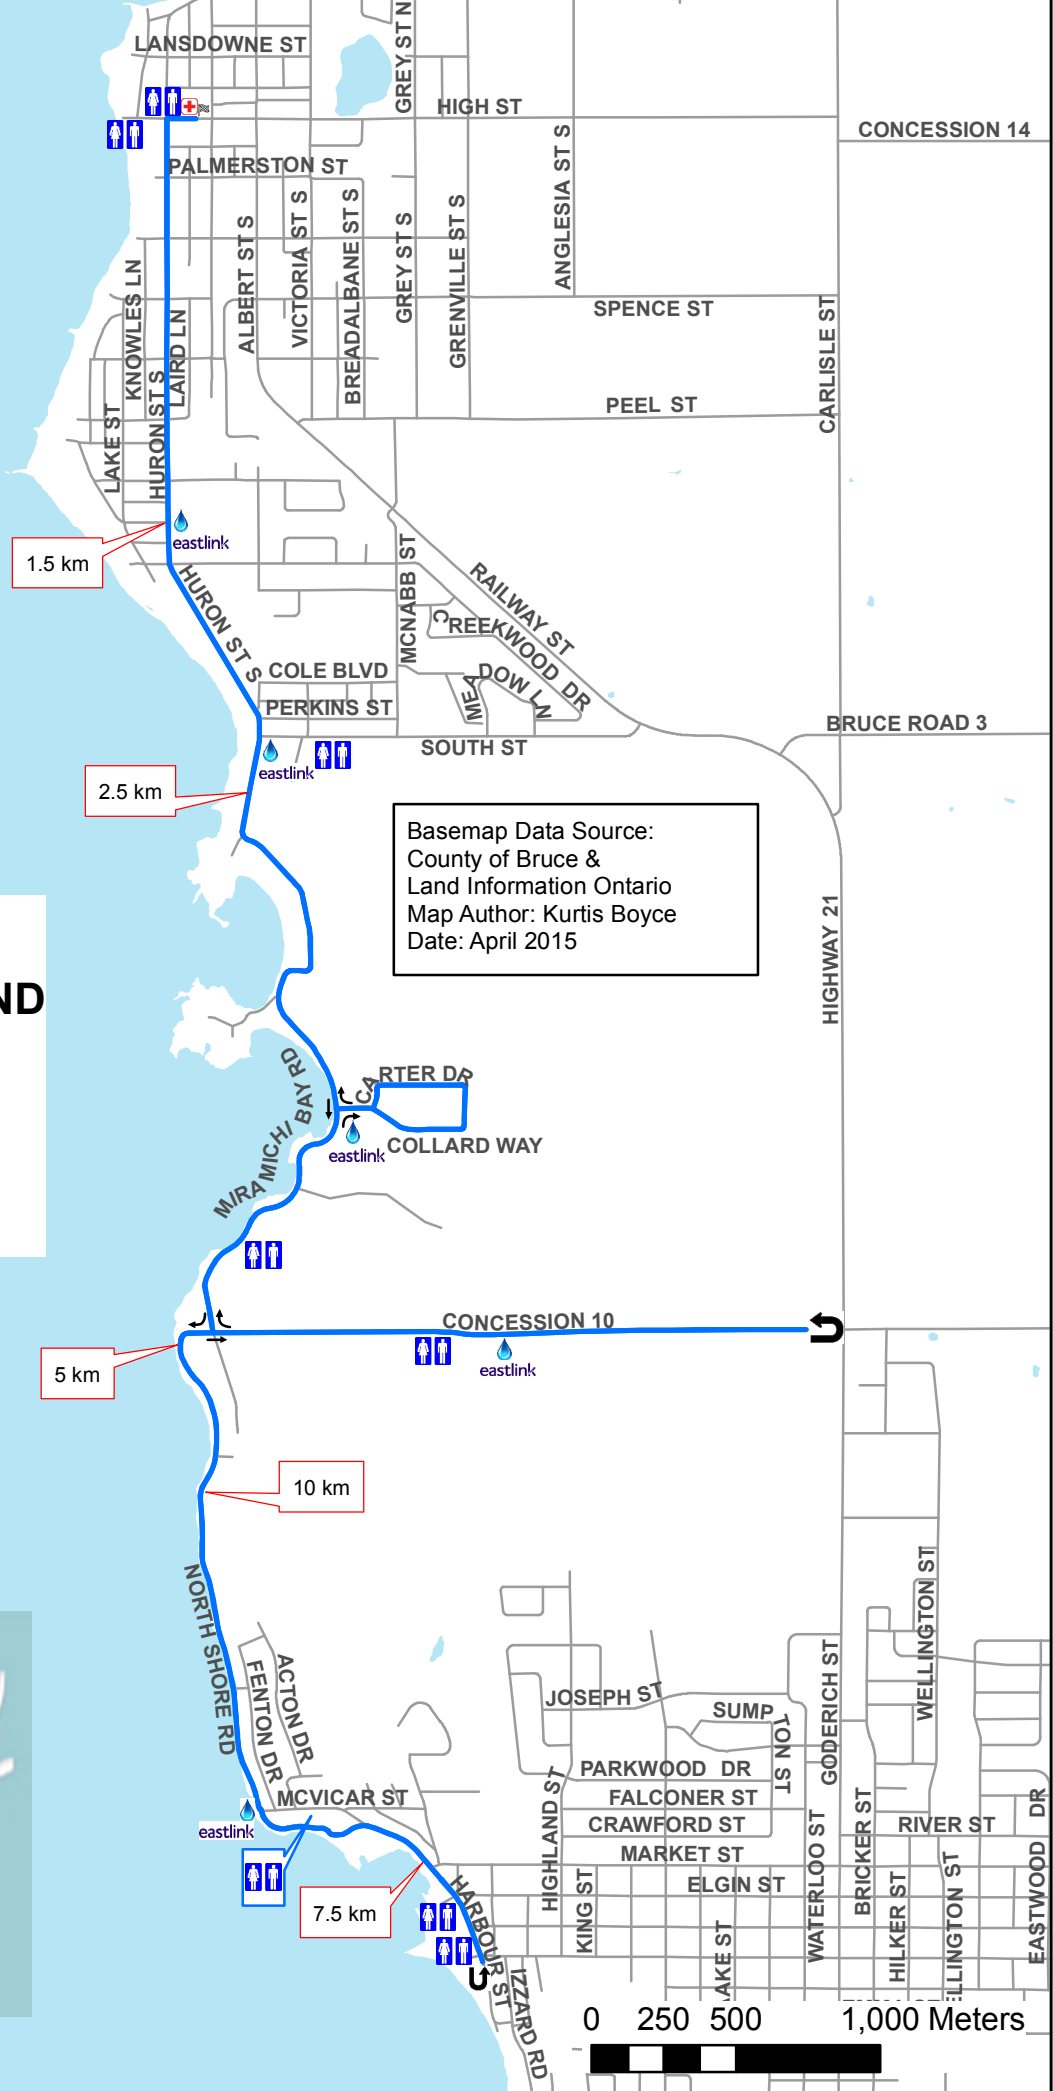 LANSDOWNE ST
GREY ST N
HIGH ST
CONCESSION 14
PALMERSTON ST
ANGLESIA ST S
ALBERT ST S
VICTORIA ST S
BREADALBANE ST S
GREY ST S
GRENVILLE ST S
KNOWLES LN
LAIRD LN
SPENCE ST
CARLISLE ST
PEEL ST
LAKE ST
HURON ST S
eastlink
1.5 km
HURON ST S
MCNABB ST
RAILWAY ST
CREEKWOOD DR
COLE BLVD
MEADOW LN
PERKINS ST
SOUTH ST
BRUCE ROAD 3
eastlink
2.5 km
Basemap Data Source:
County of Bruce &
Land Information Ontario
Map Author: Kurtis Boyce
Date: April 2015
HIGHWAY 21
ND
CARTER DR
MIRAMICHI BAY RD
COLLARD WAY
eastlink
CONCESSION 10
eastlink
5 km
10 km
NORTH SHORE RD
FENTON DR
ACTON DR
WELLINGTON ST
JOSEPH ST
SUMPTON ST
GODERICH ST
PARKWOOD DR
MCVICAR ST
FALCONER ST
HIGHLAND ST
CRAWFORD ST
RIVER ST
eastlink
MARKET ST
WATERLOO ST
BRICKER ST
EASTWOOD DR
ELGIN ST
KING ST
HILKER ST
7.5 km
HARBOUR ST
AKE ST
ELLINGTON ST
IZZARD RD
0 250 500 1,000 Meters